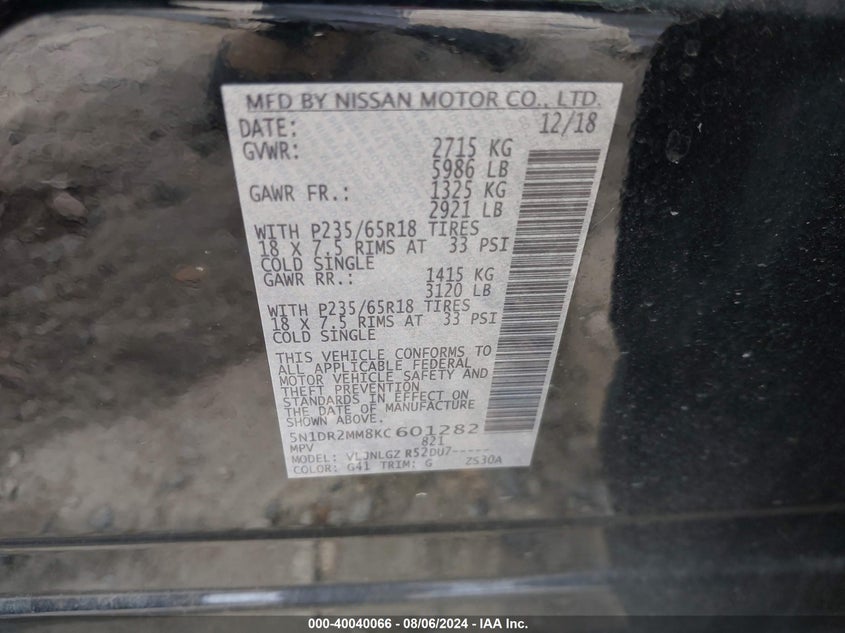 MFD BY NISSAN MOTOR CO., LTD.
DATE: 12/18
GVWR: 2715 KG
5986 LB
GAWR FR.: 1325 KG
2921 LB
WITH P235/65R18 TIRES
18 X 7.5 RIMS AT 33 PSI
COLD SINGLE
GAWR RR.: 1415 KG
3120 LB
WITH P235/65R18 TIRES
18 X 7.5 RIMS AT 33 PSI
COLD SINGLE
THIS VEHICLE CONFORMS TO
ALL APPLICABLE FEDERAL
MOTOR VEHICLE SAFETY AND
THEFT PREVENTION
STANDARDS IN EFFECT ON
THE DATE OF MANUFACTURE
SHOWN ABOVE.
5N1DR2MM8KC601282
MPV 821
MODEL: VLJNLGZ R52DU7-----
COLOR: G41 TRIM: G 2S30A
000-40040066 - 08/06/2024 - IAA Inc.